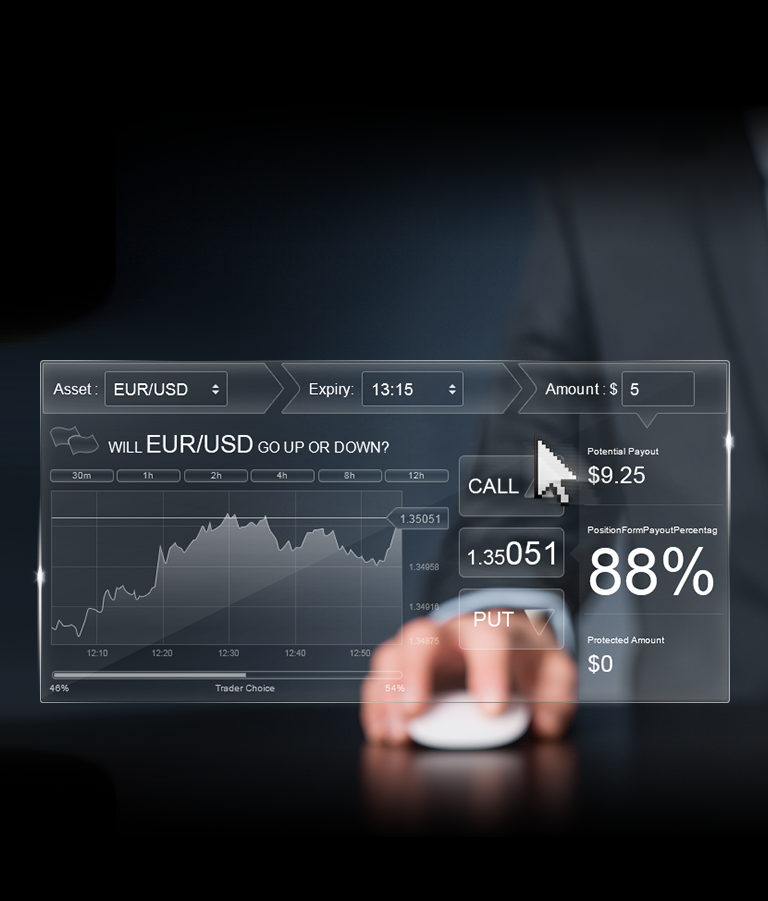 Asset : EUR/USD Expiry: 13:15 Amount : $ 5
WILL EUR/USD GO UP OR DOWN?
30m 1h 2h 4h 8h 12h
1.35051
1.34958
1.34916
1.34875
12:10 12:20 12:30 12:40 12:50
46% Trader Choice 54%
CALL
1.35051
PUT
Potential Payout
$9.25
PositionFormPayoutPercentag
88%
Protected Amount
$0